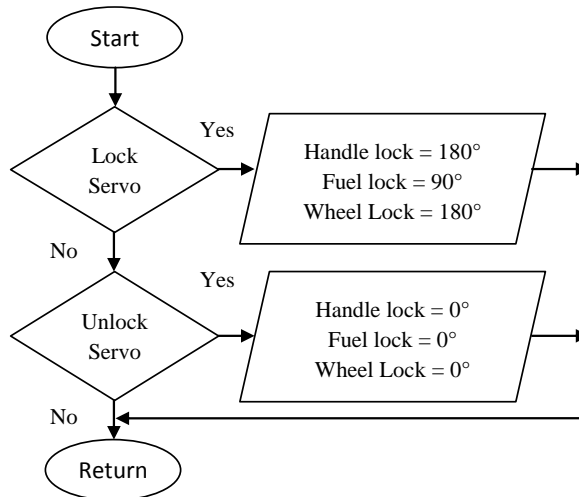 Start
Yes
Lock
Servo
Handle lock = 180°
Fuel lock = 90°
Wheel Lock = 180°
No
Yes
Unlock
Servo
Handle lock = 0°
Fuel lock = 0°
Wheel Lock = 0°
No
Return